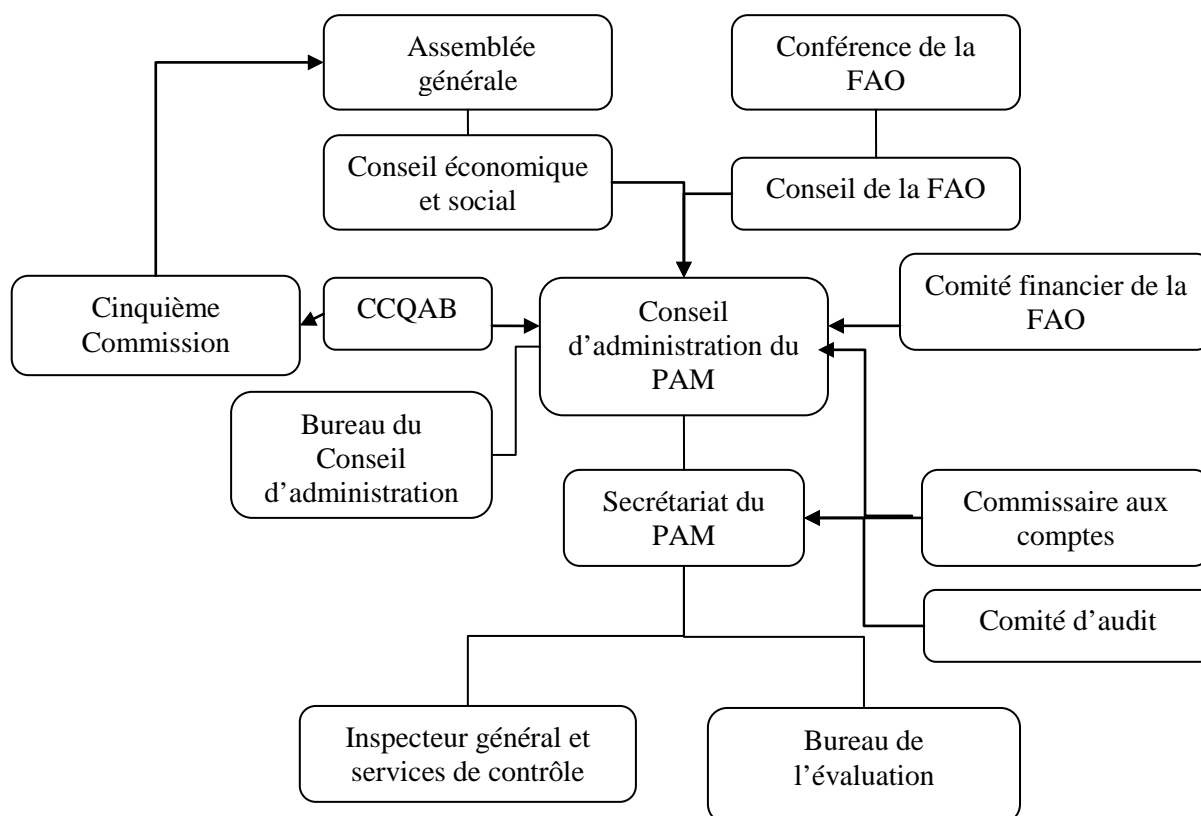 Assemblée
générale
Conférence de la
FAO
Conseil économique
et social
Conseil de la FAO
Cinquième
Commission
CCQAB
Conseil
d’administration du
PAM
Comité financier de la
FAO
Bureau du
Conseil
d’administration
Secrétariat du
PAM
Commissaire aux
comptes
Comité d’audit
Inspecteur général et
services de contrôle
Bureau de
l’évaluation